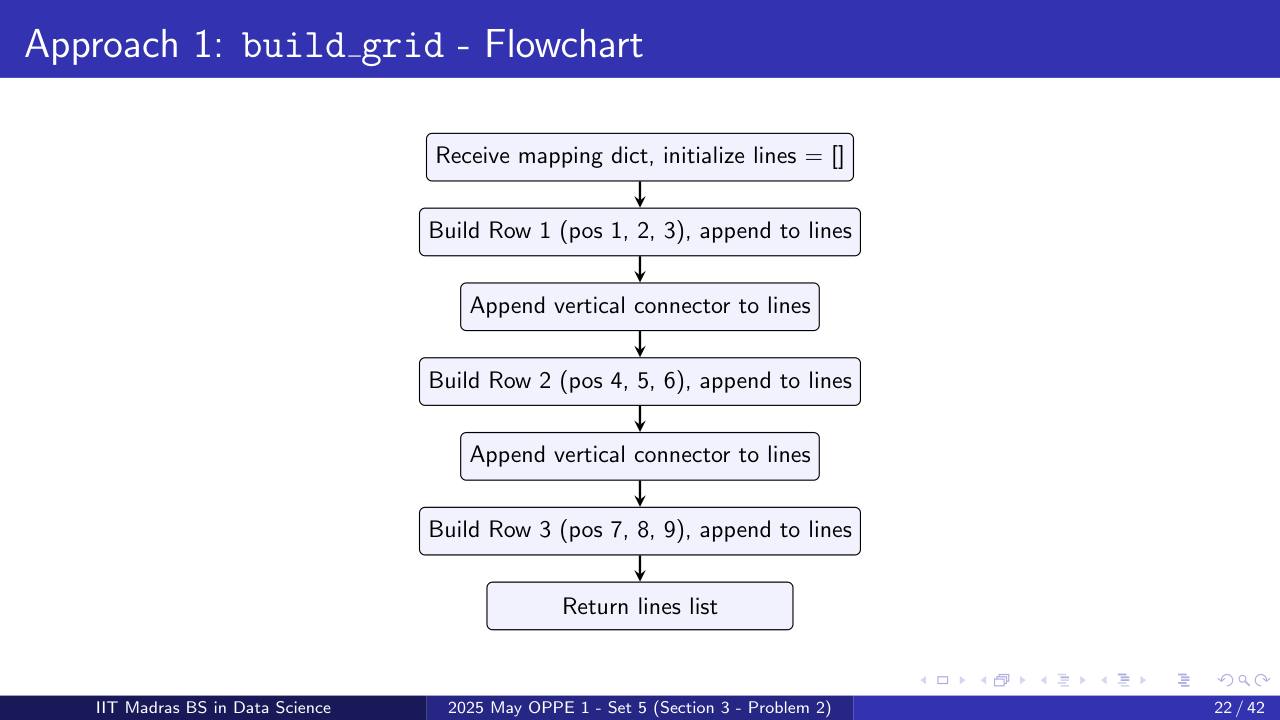 Approach 1: build_grid - Flowchart
Receive mapping dict, initialize lines = []
Build Row 1 (pos 1, 2, 3), append to lines
Append vertical connector to lines
Build Row 2 (pos 4, 5, 6), append to lines
Append vertical connector to lines
Build Row 3 (pos 7, 8, 9), append to lines
Return lines list
IIT Madras BS in Data Science
2025 May OPPE 1 - Set 5 (Section 3 - Problem 2)
22 / 42